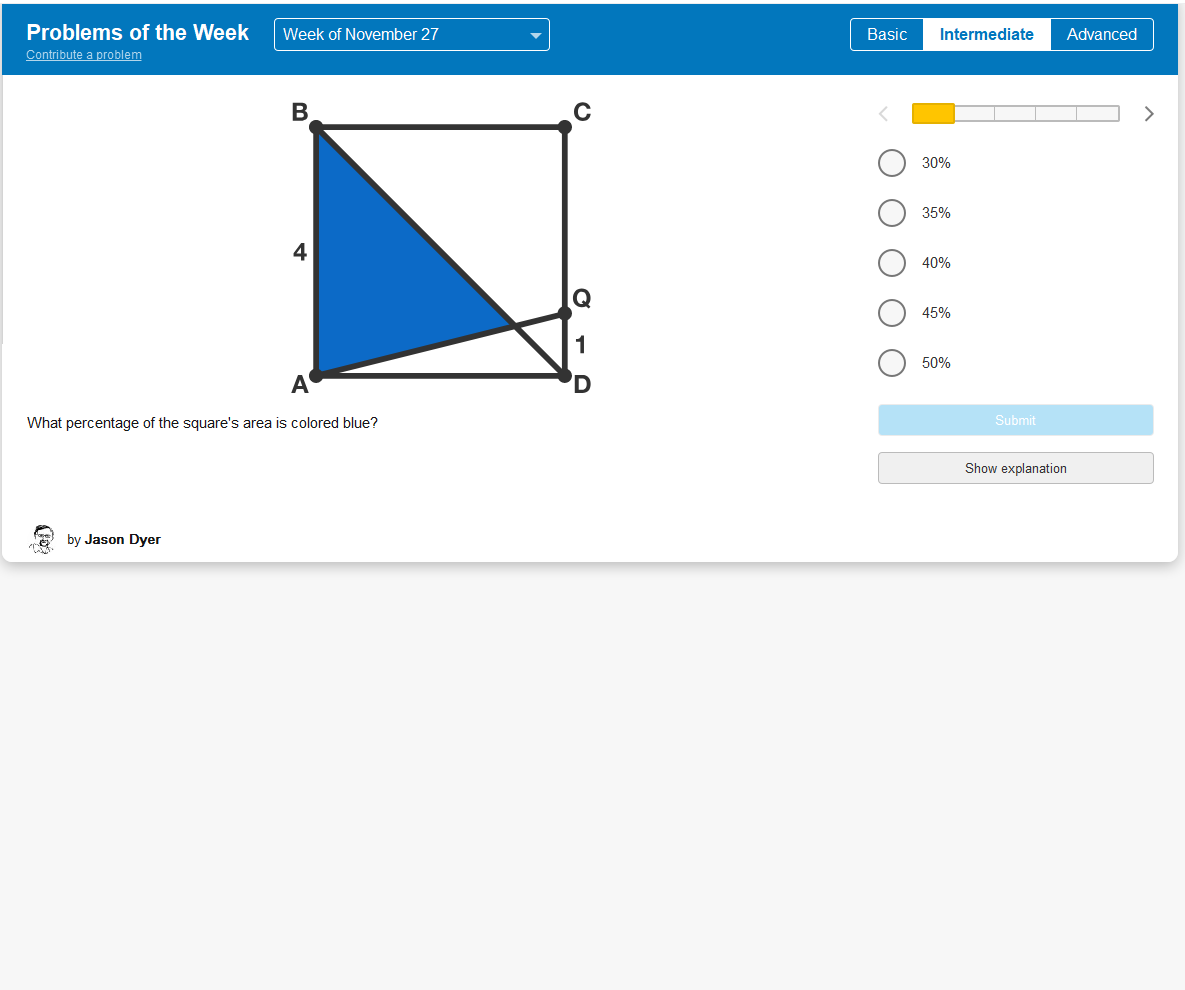 Problems of the Week
Contribute a problem
Week of November 27
Basic
Intermediate
Advanced
B
C
4
Q
1
A
D
What percentage of the square's area is colored blue?
by Jason Dyer
30%
35%
40%
45%
50%
Submit
Show explanation